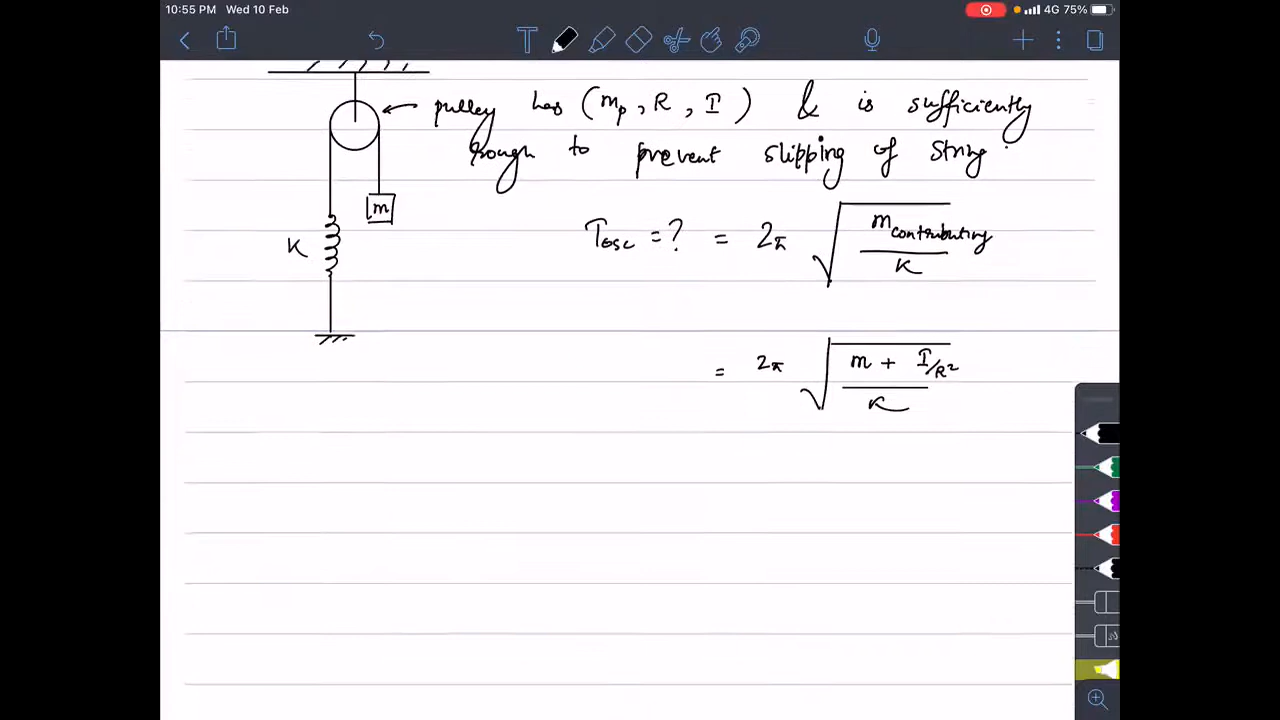 10:55 PM Wed 10 Feb
4G 75%
T
pulley has (mp, R, I) & is sufficiently
rough to prevent slipping of string.
m
Tosc = ? = 2π √(mcontributing / K)
K
= 2π √(m + I/R² / K)